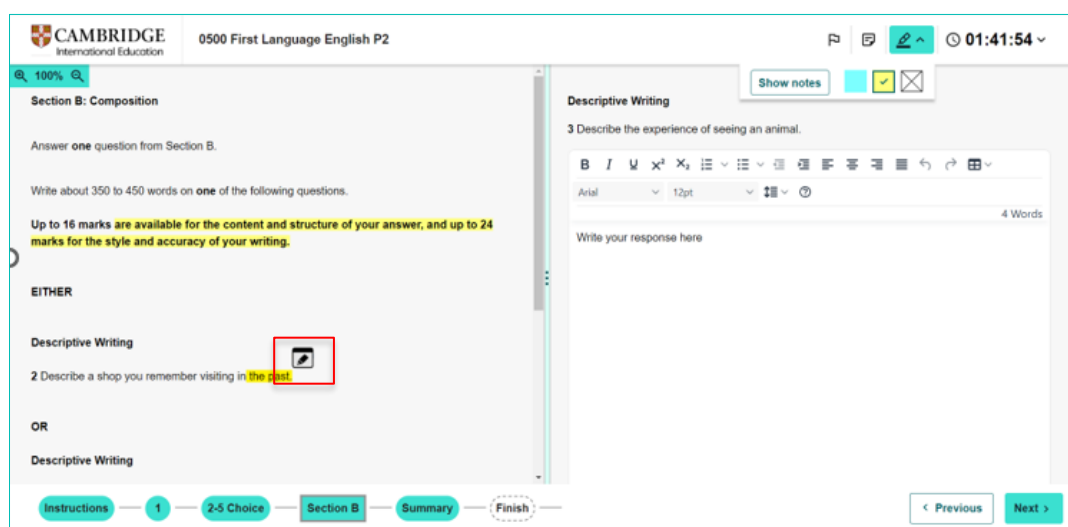 CAMBRIDGE
International Education
0500 First Language English P2
01:41:54
100%
Show notes
Section B: Composition
Answer one question from Section B.
Write about 350 to 450 words on one of the following questions.
Up to 16 marks are available for the content and structure of your answer, and up to 24
marks for the style and accuracy of your writing.
EITHER
Descriptive Writing
2 Describe a shop you remember visiting in the past.
OR
Descriptive Writing
Descriptive Writing
3 Describe the experience of seeing an animal.
B I U x² X₂
Arial 12pt
4 Words
Write your response here
Instructions 1 2-5 Choice Section B Summary Finish
< Previous Next >